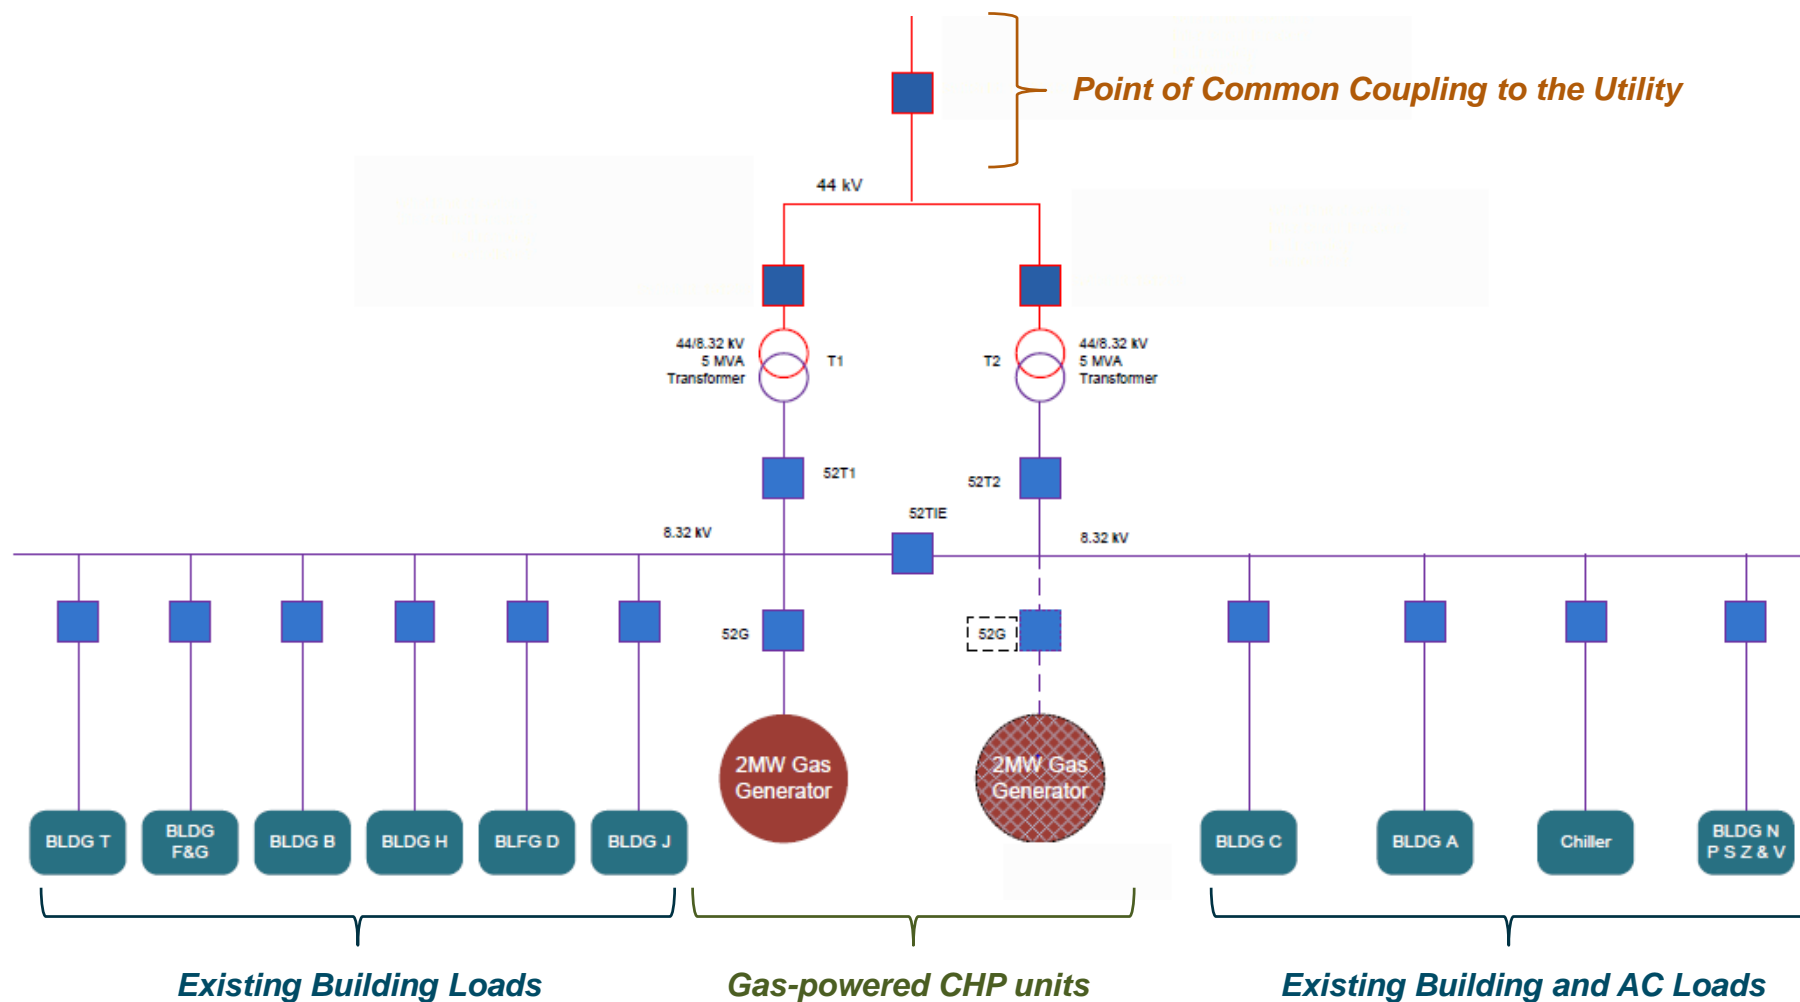 Point of Common Coupling to the Utility
44 kV
44/8.32 kV
5 MVA
Transformer
T1
T2
44/8.32 kV
5 MVA
Transformer
52T1
52T2
52TIE
8.32 kV
8.32 kV
52G
52G
2MW Gas
Generator
2MW Gas
Generator
BLDG T
BLDG
F&G
BLDG B
BLDG H
BLFG D
BLDG J
BLDG C
BLDG A
Chiller
BLDG N
P S Z & V
Existing Building Loads
Gas-powered CHP units
Existing Building and AC Loads